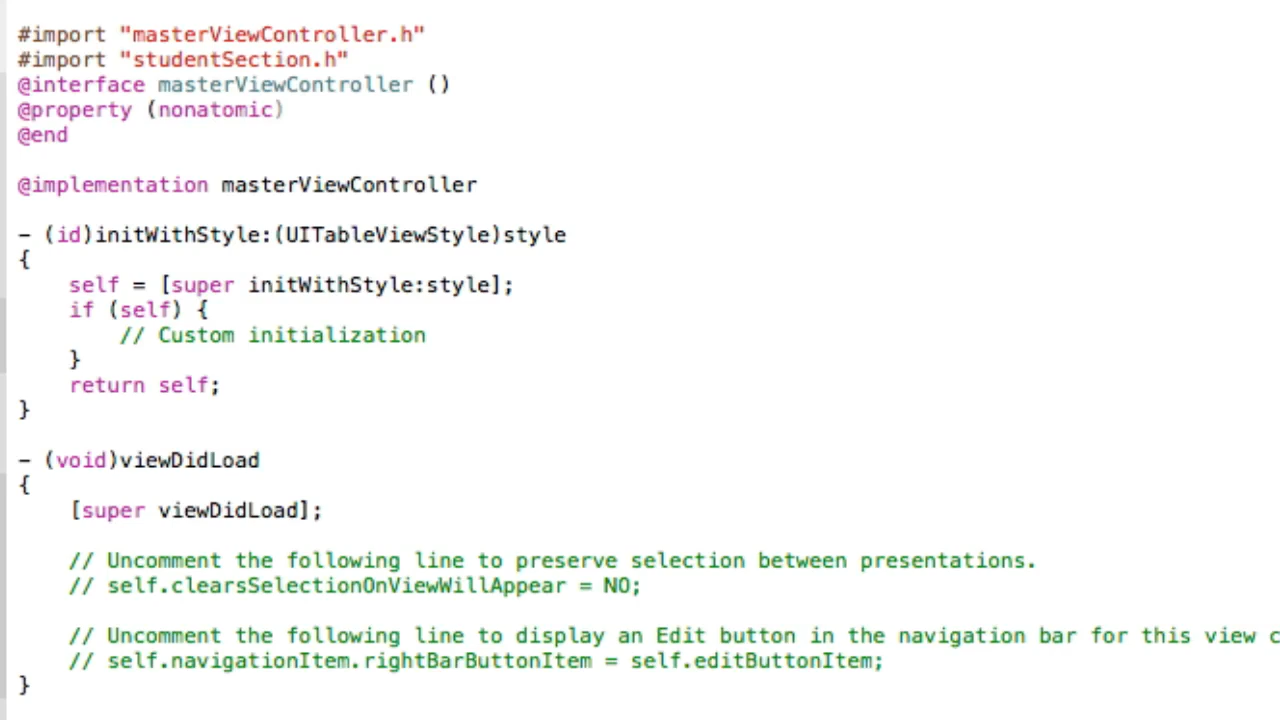 #import "masterViewController.h"
#import "studentSection.h"
@interface masterViewController ()
@property (nonatomic)
@end
@implementation masterViewController
- (id)initWithStyle:(UITableViewStyle)style
{
self = [super initWithStyle:style];
if (self) {
// Custom initialization
}
return self;
}
- (void)viewDidLoad
{
[super viewDidLoad];
// Uncomment the following line to preserve selection between presentations.
// self.clearsSelectionOnViewWillAppear = NO;
// Uncomment the following line to display an Edit button in the navigation bar for this view c
// self.navigationItem.rightBarButtonItem = self.editButtonItem;
}